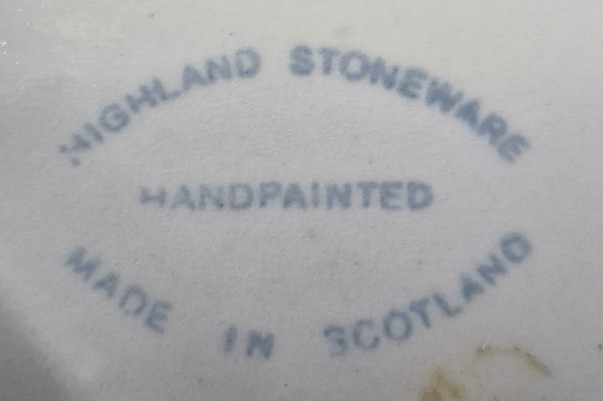 HIGHLAND STONEWARE
HANDPAINTED
MADE IN SCOTLAND